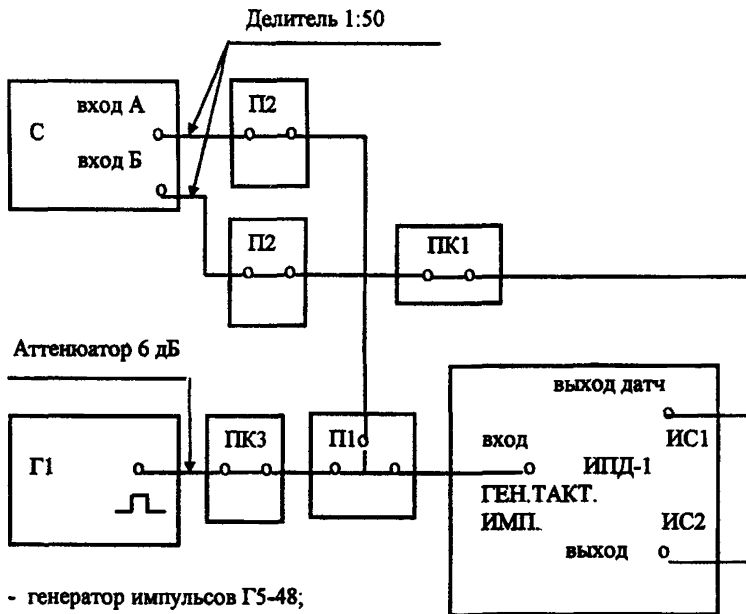 Делитель 1:50
вход А
С
вход Б
П2
П2
ПК1
Аттенюатор 6 дБ
Г1
ПК3
П1
выход датч
вход
ИС1
ИПД-1
ГЕН.ТАКТ.
ИМП.
ИС2
выход
- генератор импульсов Г5-48;